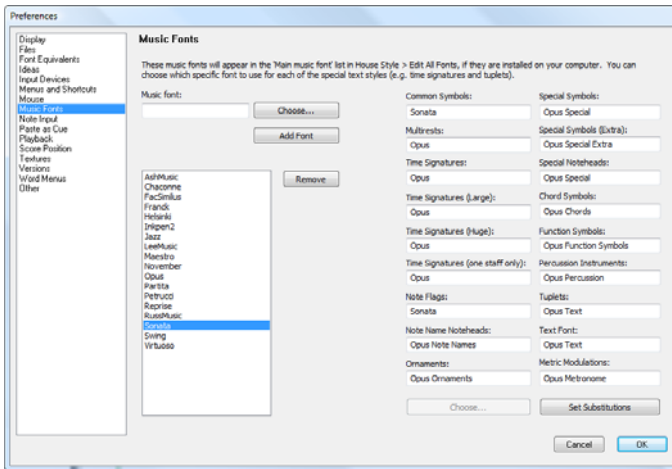 Preferences
Display
Files
Font Equivalents
Ideas
Input Devices
Menus and Shortcuts
Mouse
Music Fonts
Note Input
Paste as Cue
Playback
Score Position
Textures
Versions
Word Menus
Other
Music Fonts
These music fonts will appear in the 'Main music font' list in House Style > Edit All Fonts, if they are installed on your computer. You can
choose which specific font to use for each of the special text styles (e.g. time signatures and tuplets).
Music font:
Choose...
Add Font
AshMusic
Chaconne
FacSimilus
Franck
Helsinki
Inkpen2
Jazz
LeeMusic
Maestro
November
Opus
Partita
Petrucci
Reprise
RussMusic
Sonata
Swing
Virtuoso
Remove
Common Symbols:
Sonata
Multirests:
Opus
Time Signatures:
Opus
Time Signatures (Large):
Opus
Time Signatures (Huge):
Opus
Time Signatures (one staff only):
Opus
Note Flags:
Sonata
Note Name Noteheads:
Opus Note Names
Ornaments:
Opus Ornaments
Choose...
Special Symbols:
Opus Special
Special Symbols (Extra):
Opus Special Extra
Special Noteheads:
Opus Special
Chord Symbols:
Opus Chords
Function Symbols:
Opus Function Symbols
Percussion Instruments:
Opus Percussion
Tuplets:
Opus Text
Text Font:
Opus Text
Metric Modulations:
Opus Metronome
Set Substitutions
Cancel
OK